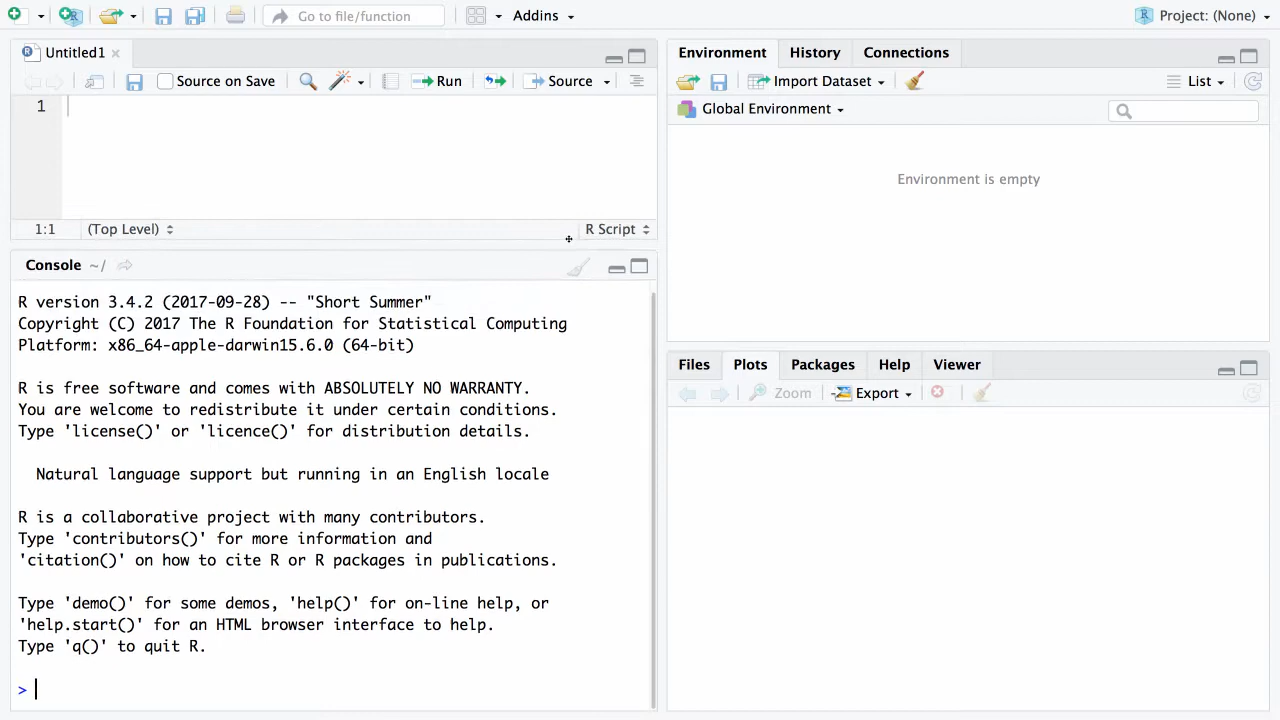 Go to file/function
Addins
Project: (None)
Untitled1
Source on Save
Run
Source
1
1:1
(Top Level)
R Script
Console ~/
R version 3.4.2 (2017-09-28) -- "Short Summer"
Copyright (C) 2017 The R Foundation for Statistical Computing
Platform: x86_64-apple-darwin15.6.0 (64-bit)
R is free software and comes with ABSOLUTELY NO WARRANTY.
You are welcome to redistribute it under certain conditions.
Type 'license()' or 'licence()' for distribution details.
Natural language support but running in an English locale
R is a collaborative project with many contributors.
Type 'contributors()' for more information and
'citation()' on how to cite R or R packages in publications.
Type 'demo()' for some demos, 'help()' for on-line help, or
'help.start()' for an HTML browser interface to help.
Type 'q()' to quit R.
>
Environment
History
Connections
Import Dataset
List
Global Environment
Environment is empty
Files
Plots
Packages
Help
Viewer
Zoom
Export